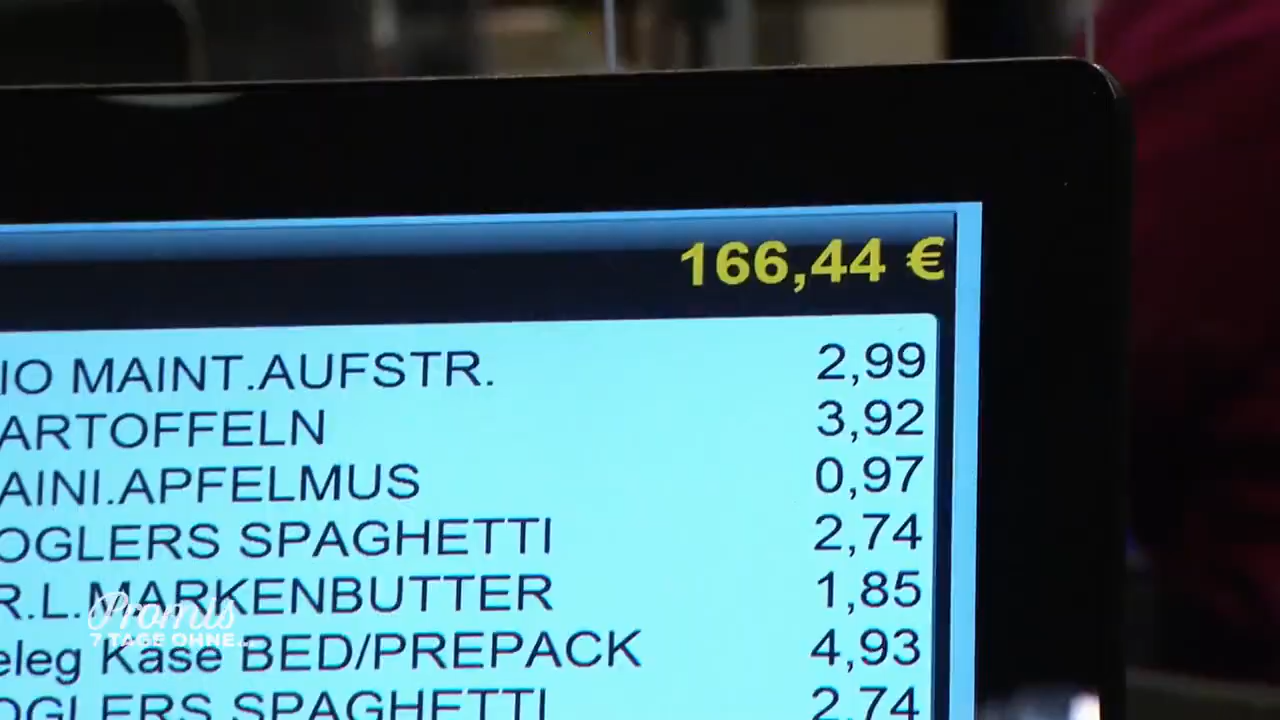 166,44 €
IO MAINT.AUFSTR. 2,99
ARTOFFELN 3,92
AINI.APFELMUS 0,97
OGLERS SPAGHETTI 2,74
R.L.MARKENBUTTER 1,85
eleg Käse BED/PREPACK 4,93
OGLERS SPAGHETTI 2,74
Promis
7 TAGE OHNE...